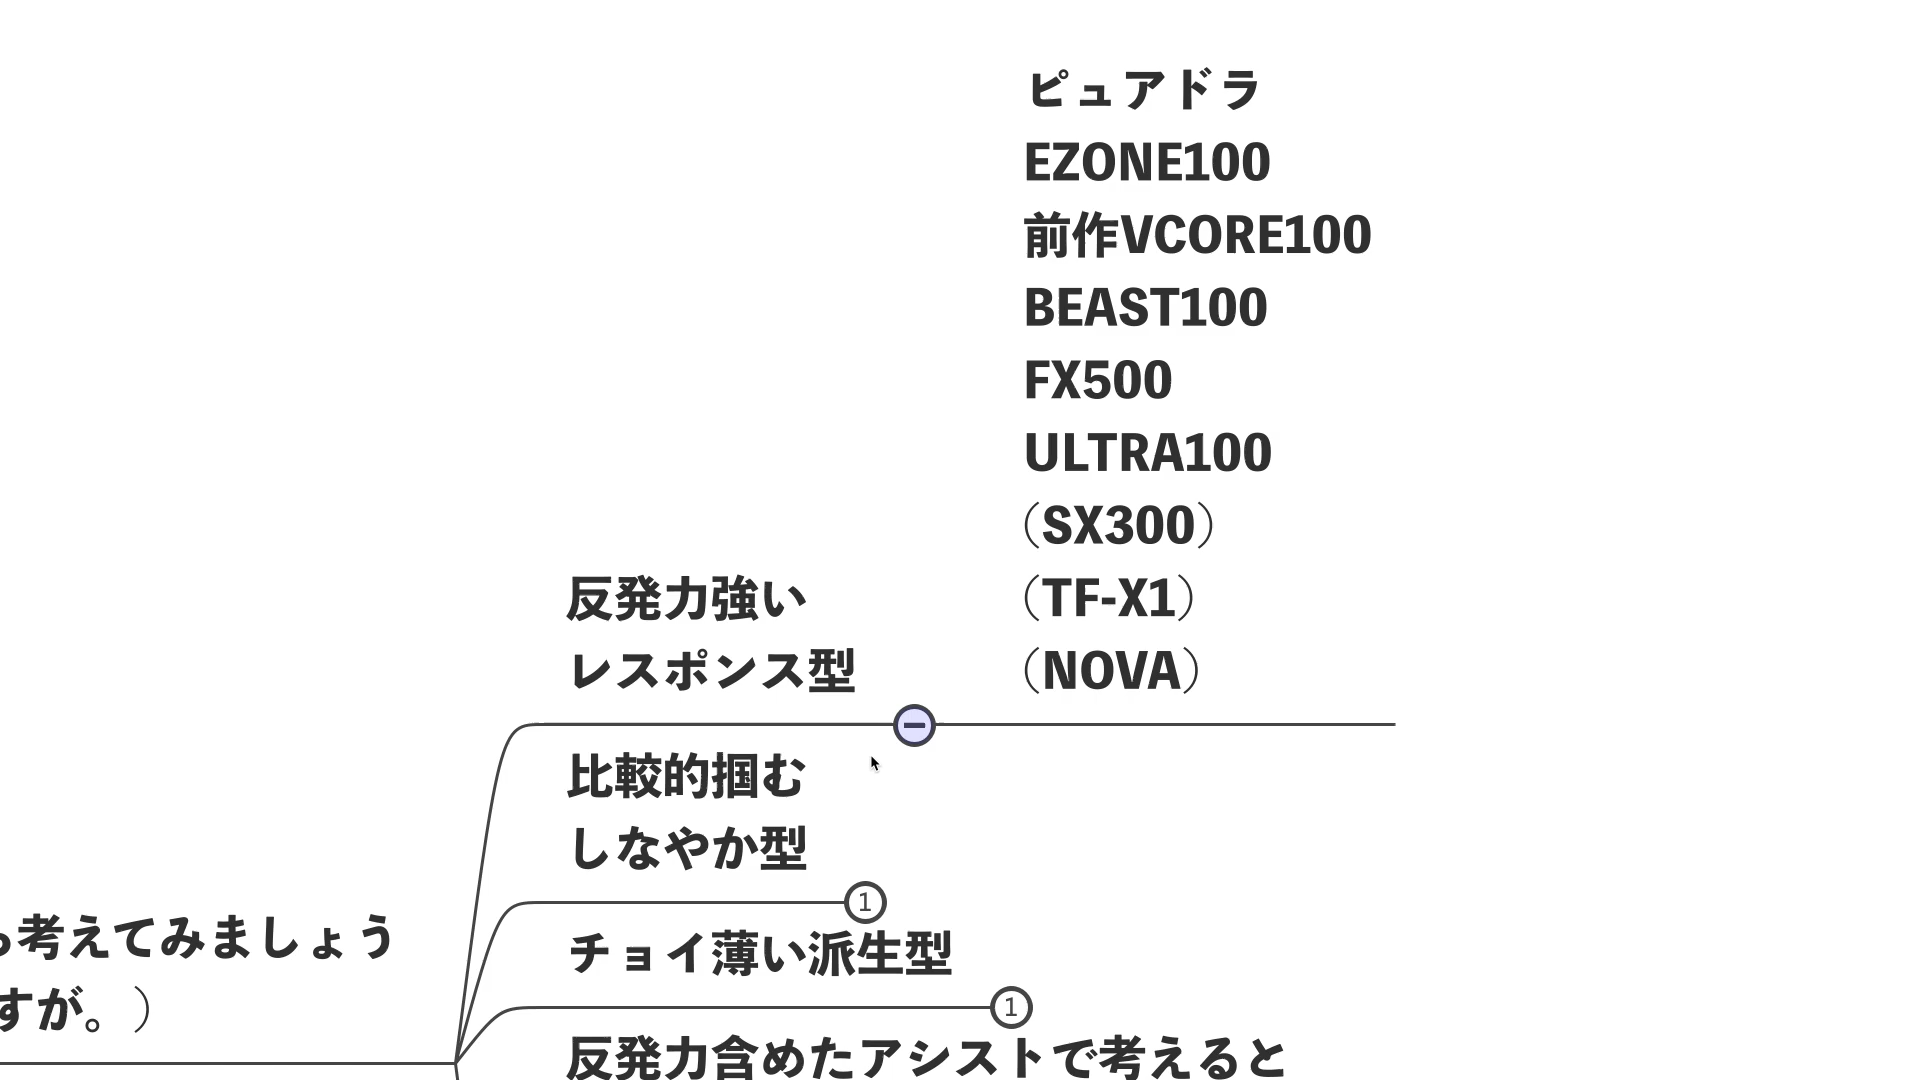 ピュアドラ
EZONE100
前作VCORE100
BEAST100
FX500
ULTRA100
（SX300）
（TF-X1）
（NOVA）
反発力強い
レスポンス型
比較的掴む
しなやか型
1
チョイ薄い派生型
1
反発力含めたアシストで考えると
考えてみましょう
すが。）